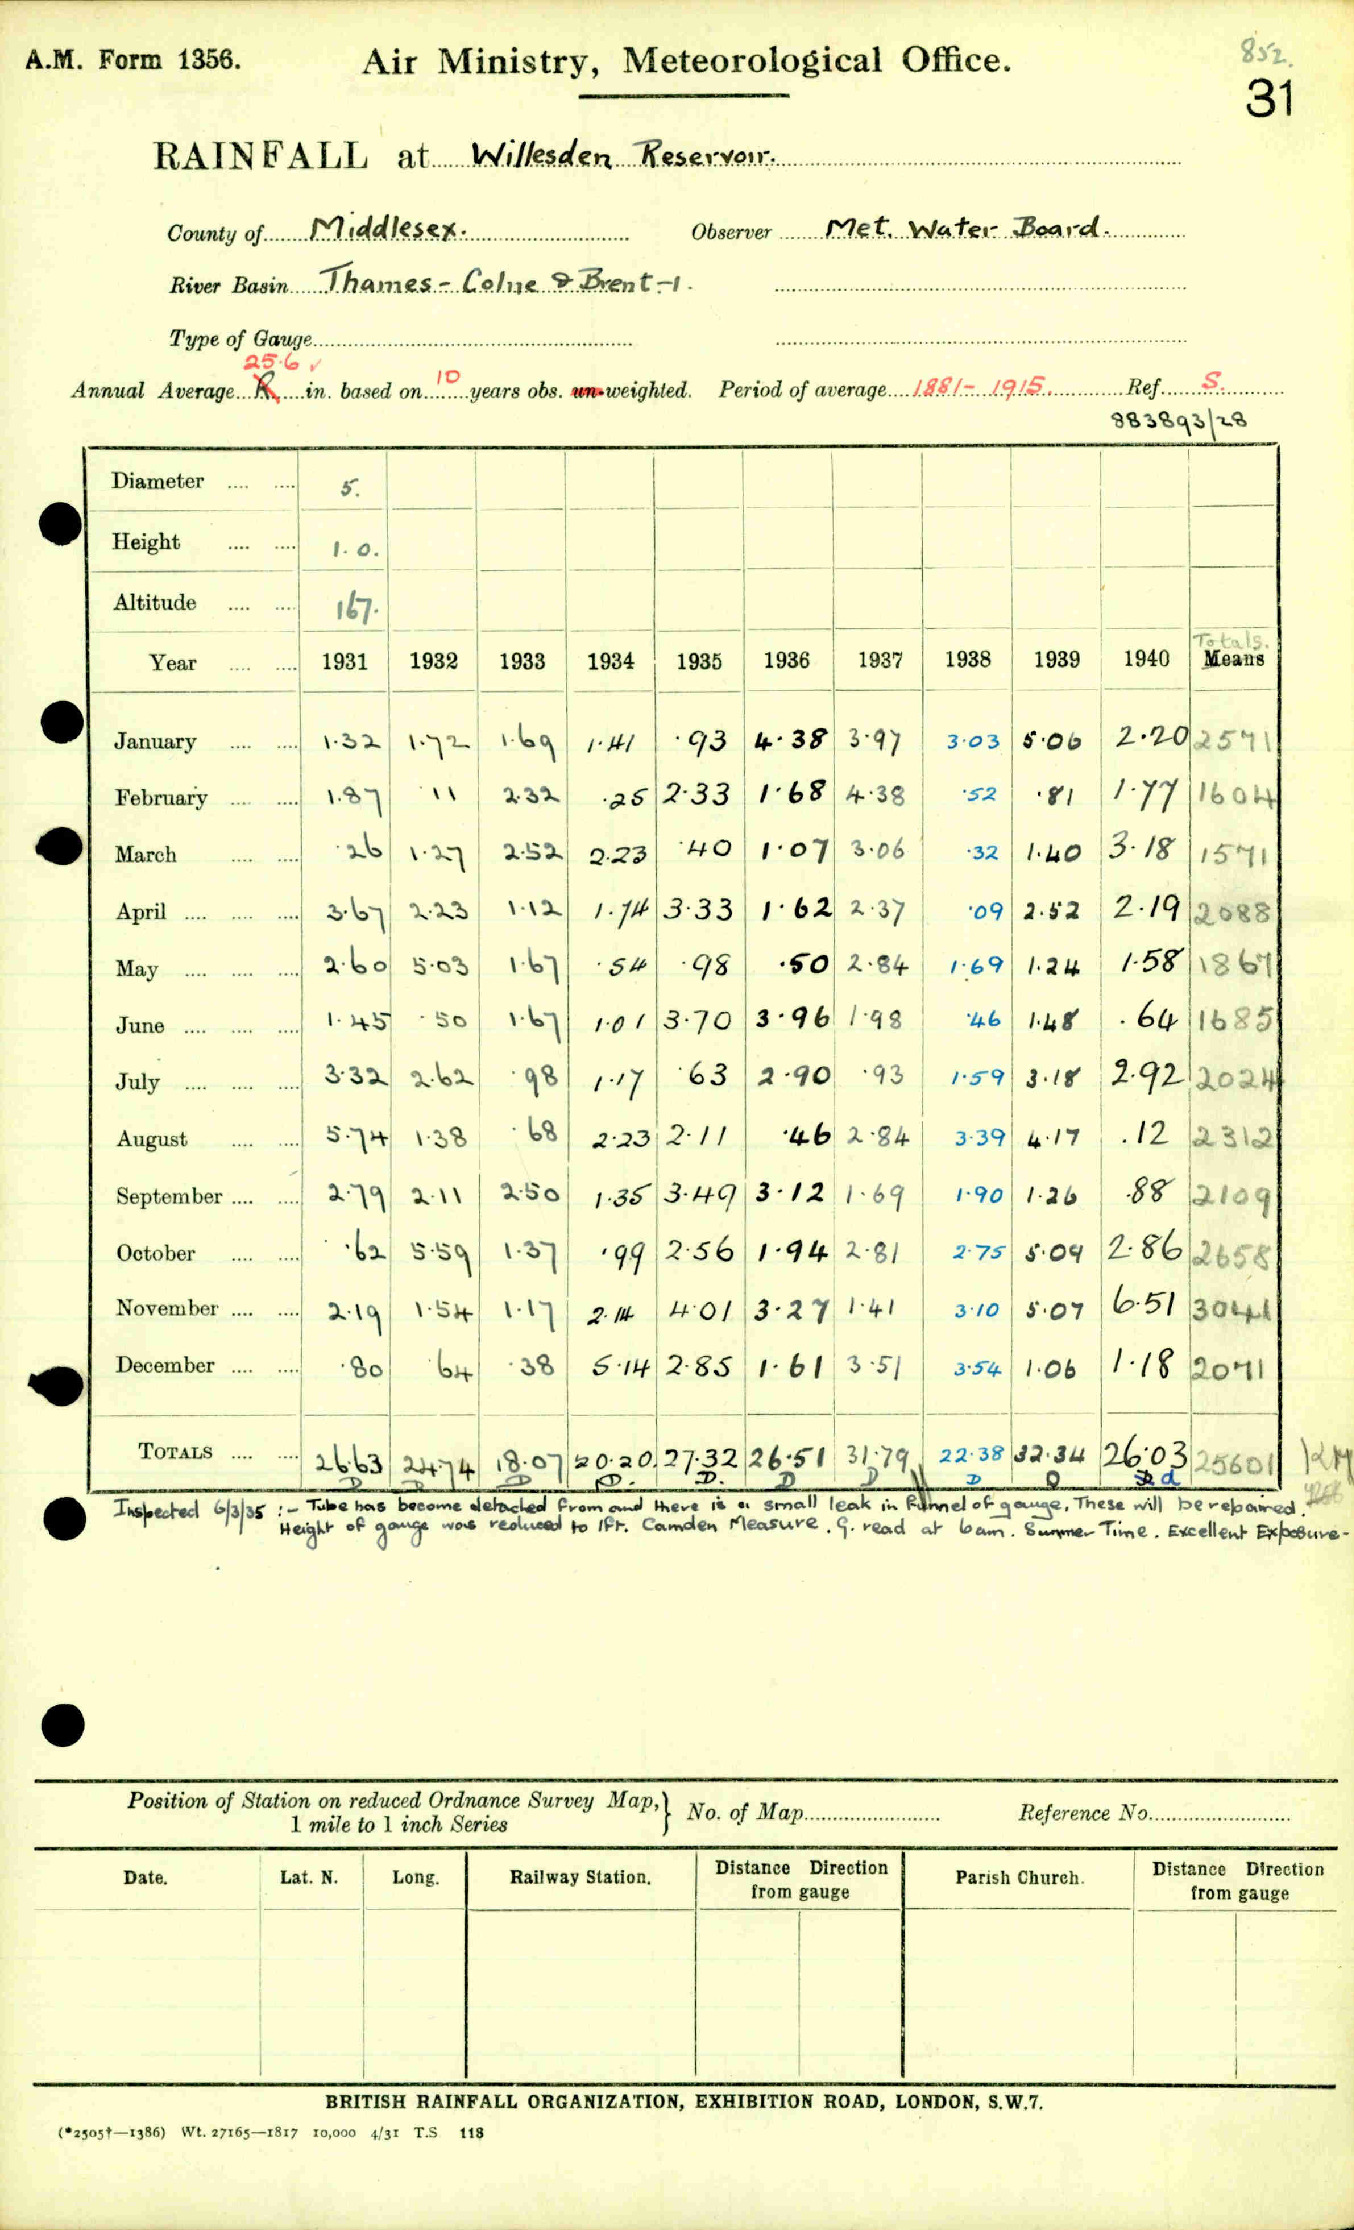 A.M. Form 1356.
Air Ministry, Meteorological Office.
852.
31
RAINFALL at Willesden Reservoir.
County of Middlesex. Observer Met. Water Board.
River Basin Thames - Colne & Brent -1.
Type of Gauge
25.6 ✓
Annual Average R in. based on 10 years obs. un-weighted. Period of average 1881 - 1915. Ref. S.
883893/28
Diameter .... .... 5.
Height .... .... 1.0.
Altitude .... .... 167.
Totals.
Year .... .... 1931 1932 1933 1934 1935 1936 1937 1938 1939 1940 Means
January .... .... 1.32 1.72 1.69 1.41 .93 4.38 3.97 3.03 5.06 2.20 2571
February .... .... 1.87 .11 2.32 .25 2.33 1.68 4.38 .52 .81 1.77 1604
March .... .... .26 1.27 2.52 2.23 .40 1.07 3.06 .32 1.40 3.18 1571
April .... .... .... 3.67 2.23 1.12 1.74 3.33 1.62 2.37 .09 2.52 2.19 2088
May .... .... .... 2.60 5.03 1.67 .54 .98 .50 2.84 1.69 1.24 1.58 1867
June .... .... .... 1.45 .50 1.67 1.01 3.70 3.96 1.98 .46 1.48 .64 1685
July .... .... .... 3.32 2.62 .98 1.17 .63 2.90 .93 1.59 3.18 2.92 2024
August .... .... 5.74 1.38 .68 2.23 2.11 .46 2.84 3.39 4.17 .12 2312
September .... .... 2.79 2.11 2.50 1.35 3.49 3.12 1.69 1.90 1.26 .88 2109
October .... .... .62 5.59 1.37 .99 2.56 1.94 2.81 2.75 5.09 2.86 2658
November .... .... 2.19 1.54 1.17 2.14 4.01 3.27 1.41 3.10 5.07 6.51 3041
December .... .... .80 .64 .38 5.14 2.85 1.61 3.51 3.54 1.06 1.18 2071
TOTALS .... .... 26.63 24.74 18.07 20.20 27.32 26.51 31.79 22.38 32.34 26.03 25601
D D D D. D. D D D D d
Inspected 6/3/35 :- Tube has become detached from and there is a small leak in funnel of gauge. These will be repaired.
Height of gauge was reduced to 1ft. Camden Measure. G. read at 6am. Summer Time. Excellent Exposure -
Position of Station on reduced Ordnance Survey Map, } No. of Map Reference No.
1 mile to 1 inch Series
Date. Lat. N. Long. Railway Station. Distance Direction from gauge Parish Church. Distance Direction from gauge
BRITISH RAINFALL ORGANIZATION, EXHIBITION ROAD, LONDON, S.W.7.
(*2505†—1386) Wt. 27165—1817 10,000 4/31 T.S 118